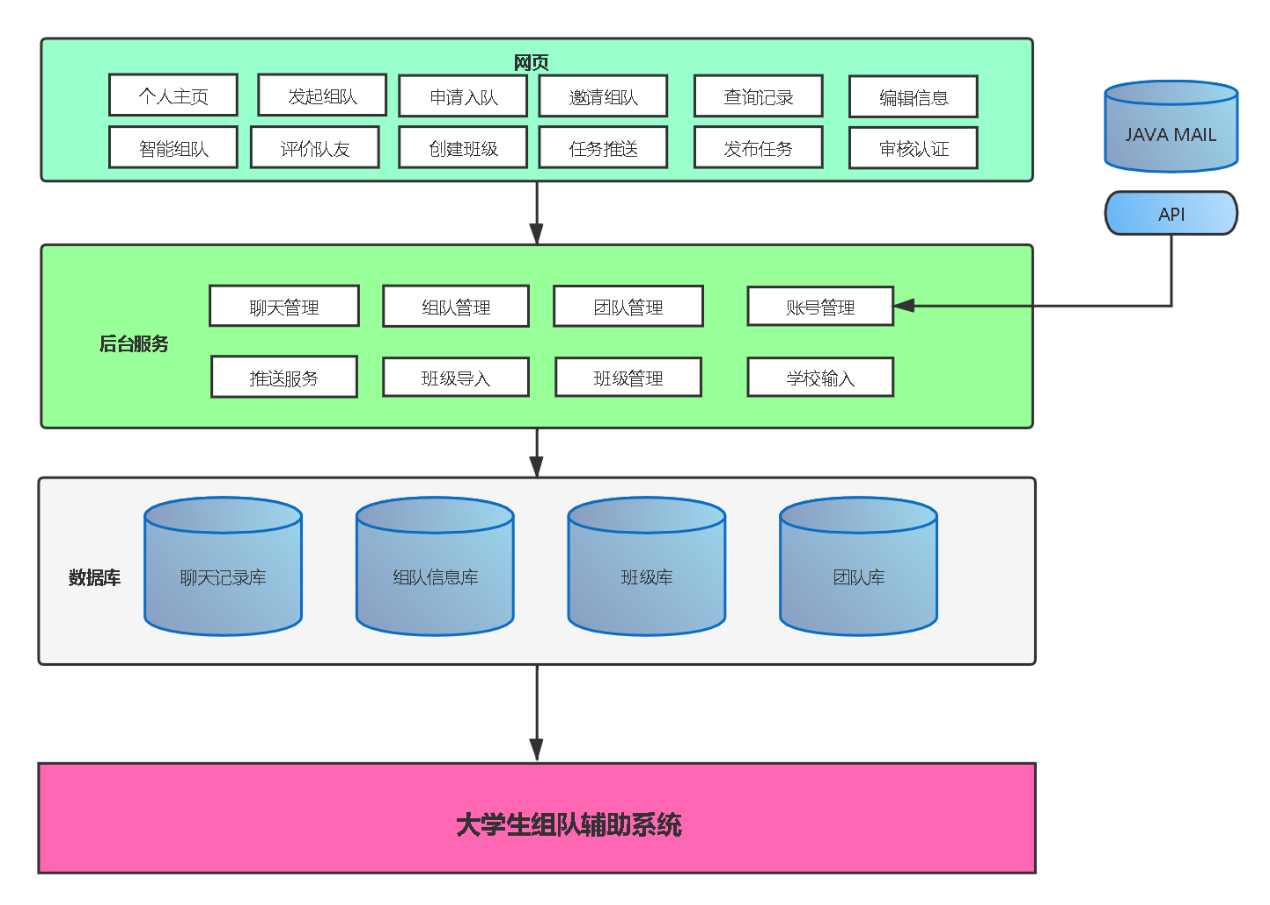 网页
个人主页
发起组队
申请入队
邀请组队
查询记录
编辑信息
智能组队
评价队友
创建班级
任务推送
发布任务
审核认证
JAVA MAIL
API
后台服务
聊天管理
组队管理
团队管理
账号管理
推送服务
班级导入
班级管理
学校输入
数据库
聊天记录库
组队信息库
班级库
团队库
大学生组队辅助系统